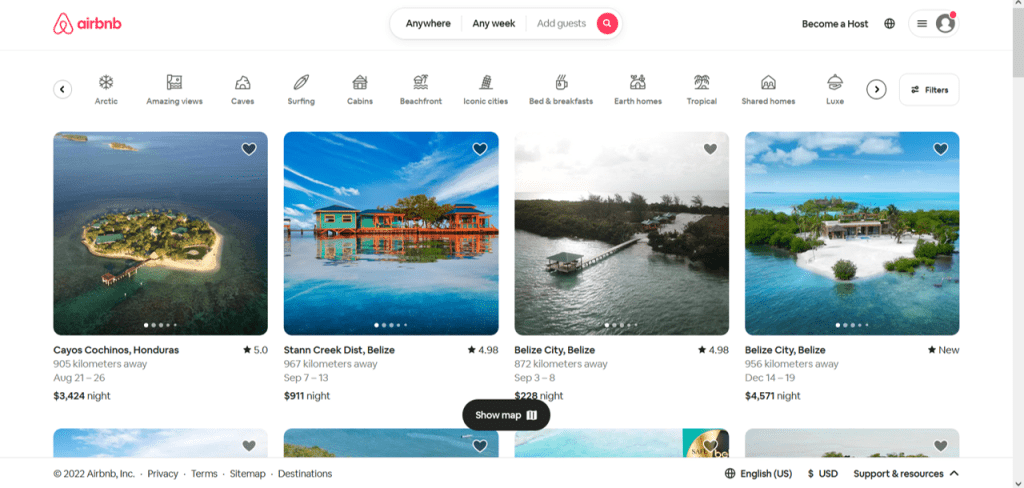 airbnb
Anywhere Any week Add guests
Become a Host
Arctic Amazing views Caves Surfing Cabins Beachfront Iconic cities Bed & breakfasts Earth homes Tropical Shared homes Luxe Filters
Cayos Cochinos, Honduras 5.0
905 kilometers away
Aug 21 – 26
$3,424 night
Stann Creek Dist, Belize 4.98
967 kilometers away
Sep 7 – 13
$911 night
Belize City, Belize 4.98
872 kilometers away
Sep 3 – 8
$228 night
Belize City, Belize New
956 kilometers away
Dec 14 – 19
$4,571 night
Show map
© 2022 Airbnb, Inc. · Privacy · Terms · Sitemap · Destinations
English (US) $ USD Support & resources